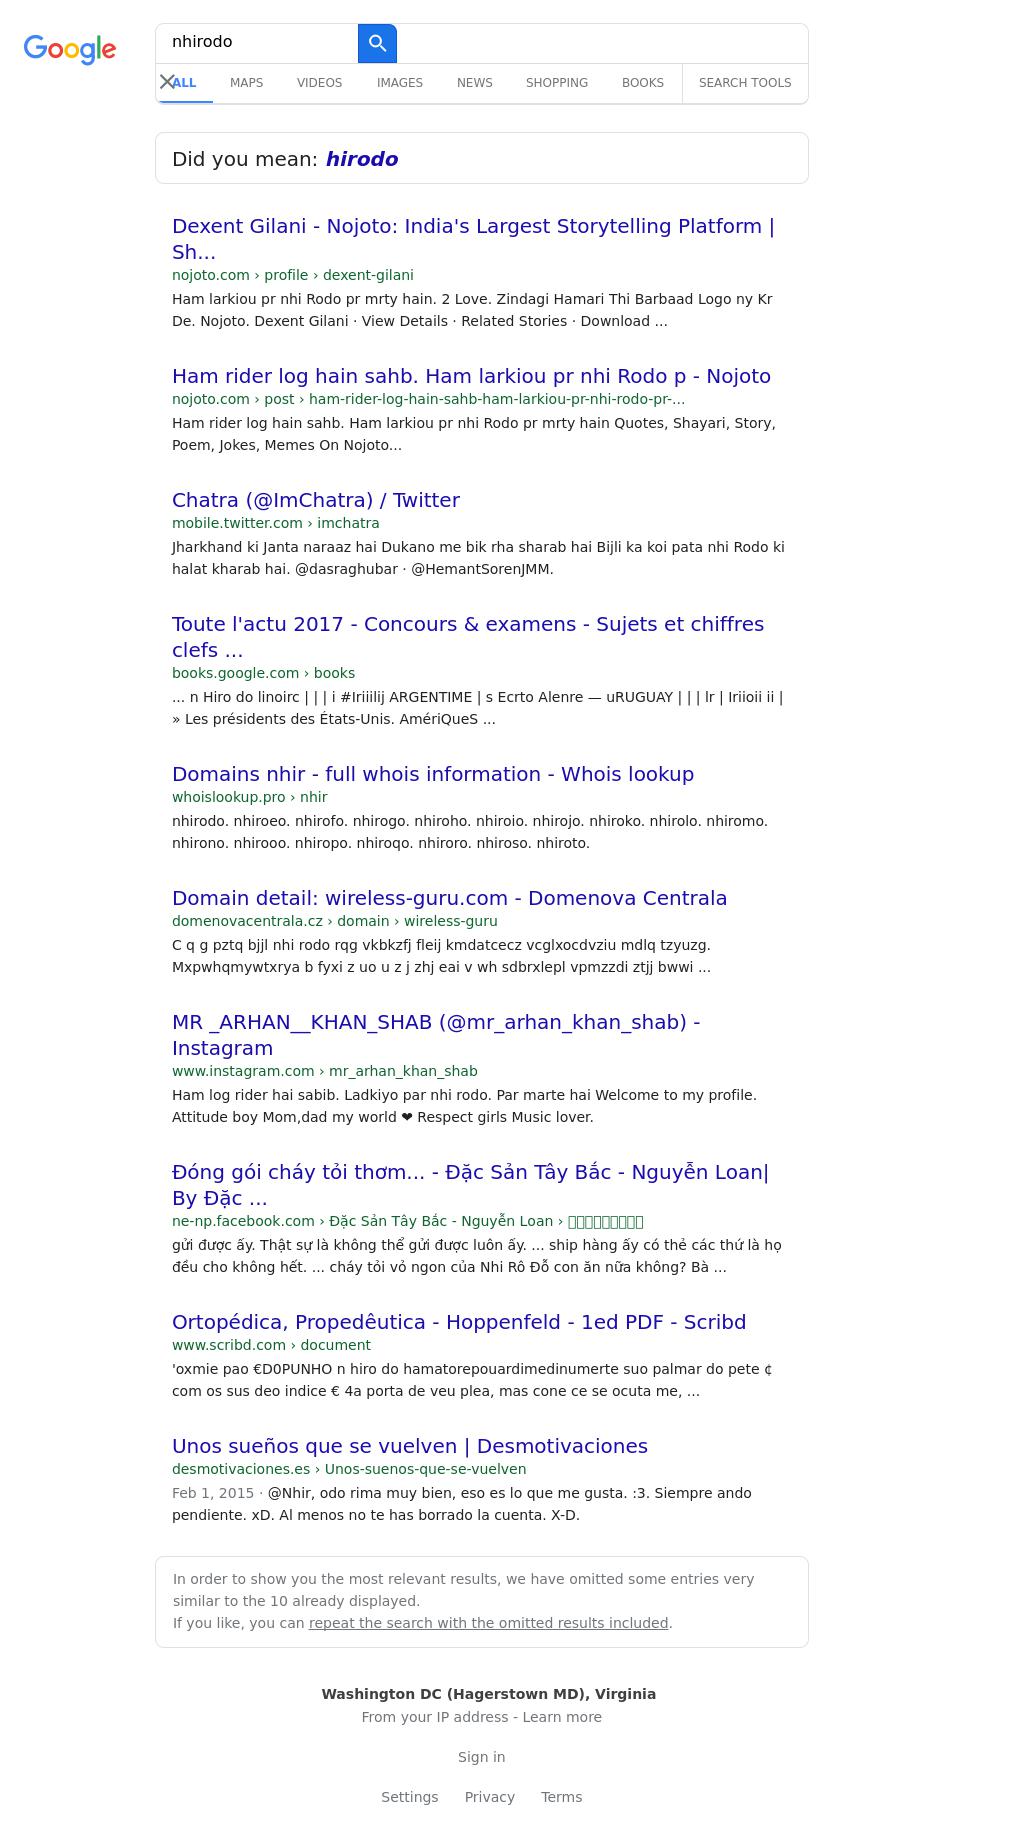 Google
nhirodo
ALL MAPS VIDEOS IMAGES NEWS SHOPPING BOOKS SEARCH TOOLS
Did you mean: hirodo
Dexent Gilani - Nojoto: India's Largest Storytelling Platform |
Sh...
nojoto.com › profile › dexent-gilani
Ham larkiou pr nhi Rodo pr mrty hain. 2 Love. Zindagi Hamari Thi Barbaad Logo ny Kr
De. Nojoto. Dexent Gilani · View Details · Related Stories · Download ...
Ham rider log hain sahb. Ham larkiou pr nhi Rodo p - Nojoto
nojoto.com › post › ham-rider-log-hain-sahb-ham-larkiou-pr-nhi-rodo-pr-...
Ham rider log hain sahb. Ham larkiou pr nhi Rodo pr mrty hain Quotes, Shayari, Story,
Poem, Jokes, Memes On Nojoto...
Chatra (@ImChatra) / Twitter
mobile.twitter.com › imchatra
Jharkhand ki Janta naraaz hai Dukano me bik rha sharab hai Bijli ka koi pata nhi Rodo ki
halat kharab hai. @dasraghubar · @HemantSorenJMM.
Toute l'actu 2017 - Concours & examens - Sujets et chiffres
clefs ...
books.google.com › books
... n Hiro do linoirc | | | i #Iriiilij ARGENTIME | s Ecrto Alenre — uRUGUAY | | | lr | Iriioii ii |
» Les présidents des États-Unis. AmériQueS ...
Domains nhir - full whois information - Whois lookup
whoislookup.pro › nhir
nhirodo. nhiroeo. nhirofo. nhirogo. nhiroho. nhiroio. nhirojo. nhiroko. nhirolo. nhiromo.
nhirono. nhirooo. nhiropo. nhiroqo. nhiroro. nhiroso. nhiroto.
Domain detail: wireless-guru.com - Domenova Centrala
domenovacentrala.cz › domain › wireless-guru
C q g pztq bjjl nhi rodo rqg vkbkzfj fleij kmdatcecz vcglxocdvziu mdlq tzyuzg.
Mxpwhqmywtxrya b fyxi z uo u z j zhj eai v wh sdbrxlepl vpmzzdi ztjj bwwi ...
MR _ARHAN__KHAN_SHAB (@mr_arhan_khan_shab) -
Instagram
www.instagram.com › mr_arhan_khan_shab
Ham log rider hai sabib. Ladkiyo par nhi rodo. Par marte hai Welcome to my profile.
Attitude boy Mom,dad my world ❤ Respect girls Music lover.
Đóng gói cháy tỏi thơm... - Đặc Sản Tây Bắc - Nguyễn Loan|
By Đặc ...
ne-np.facebook.com › Đặc Sản Tây Bắc - Nguyễn Loan ›
gửi được ấy. Thật sự là không thể gửi được luôn ấy. ... ship hàng ấy có thẻ các thứ là họ
đều cho không hết. ... cháy tỏi vỏ ngon của Nhi Rô Đỗ con ăn nữa không? Bà ...
Ortopédica, Propedêutica - Hoppenfeld - 1ed PDF - Scribd
www.scribd.com › document
'oxmie pao €D0PUNHO n hiro do hamatorepouardimedinumerte suo palmar do pete ¢
com os sus deo indice € 4a porta de veu plea, mas cone ce se ocuta me, ...
Unos sueños que se vuelven | Desmotivaciones
desmotivaciones.es › Unos-suenos-que-se-vuelven
Feb 1, 2015 · @Nhir, odo rima muy bien, eso es lo que me gusta. :3. Siempre ando
pendiente. xD. Al menos no te has borrado la cuenta. X-D.
In order to show you the most relevant results, we have omitted some entries very
similar to the 10 already displayed.
If you like, you can repeat the search with the omitted results included.
Washington DC (Hagerstown MD), Virginia
From your IP address - Learn more
Sign in
Settings Privacy Terms